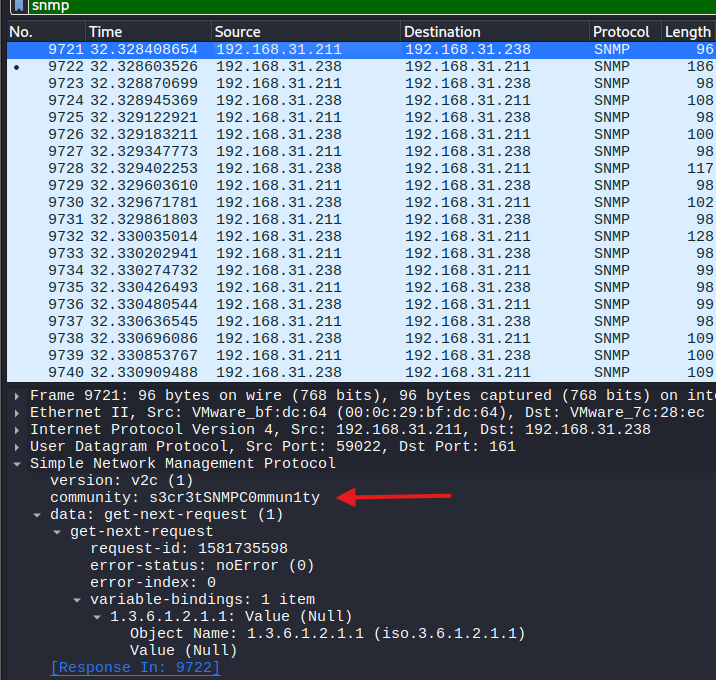 snmp
No. Time Source Destination Protocol Length
9721 32.328408654 192.168.31.211 192.168.31.238 SNMP 96
9722 32.328603526 192.168.31.238 192.168.31.211 SNMP 186
9723 32.328870699 192.168.31.211 192.168.31.238 SNMP 98
9724 32.328945369 192.168.31.238 192.168.31.211 SNMP 108
9725 32.329122921 192.168.31.211 192.168.31.238 SNMP 98
9726 32.329183211 192.168.31.238 192.168.31.211 SNMP 100
9727 32.329347773 192.168.31.211 192.168.31.238 SNMP 98
9728 32.329402253 192.168.31.238 192.168.31.211 SNMP 117
9729 32.329603610 192.168.31.211 192.168.31.238 SNMP 98
9730 32.329671781 192.168.31.238 192.168.31.211 SNMP 102
9731 32.329861803 192.168.31.211 192.168.31.238 SNMP 98
9732 32.330035014 192.168.31.238 192.168.31.211 SNMP 128
9733 32.330202941 192.168.31.211 192.168.31.238 SNMP 98
9734 32.330274732 192.168.31.238 192.168.31.211 SNMP 99
9735 32.330426493 192.168.31.211 192.168.31.238 SNMP 98
9736 32.330480544 192.168.31.238 192.168.31.211 SNMP 99
9737 32.330636545 192.168.31.211 192.168.31.238 SNMP 98
9738 32.330696086 192.168.31.238 192.168.31.211 SNMP 109
9739 32.330853767 192.168.31.211 192.168.31.238 SNMP 100
9740 32.330909488 192.168.31.238 192.168.31.211 SNMP 109
Frame 9721: 96 bytes on wire (768 bits), 96 bytes captured (768 bits) on inte
Ethernet II, Src: VMware_bf:dc:64 (00:0c:29:bf:dc:64), Dst: VMware_7c:28:ec
Internet Protocol Version 4, Src: 192.168.31.211, Dst: 192.168.31.238
User Datagram Protocol, Src Port: 59022, Dst Port: 161
Simple Network Management Protocol
version: v2c (1)
community: s3cr3tSNMPC0mmun1ty
data: get-next-request (1)
get-next-request
request-id: 1581735598
error-status: noError (0)
error-index: 0
variable-bindings: 1 item
1.3.6.1.2.1.1: Value (Null)
Object Name: 1.3.6.1.2.1.1 (iso.3.6.1.2.1.1)
Value (Null)
[Response In: 9722]